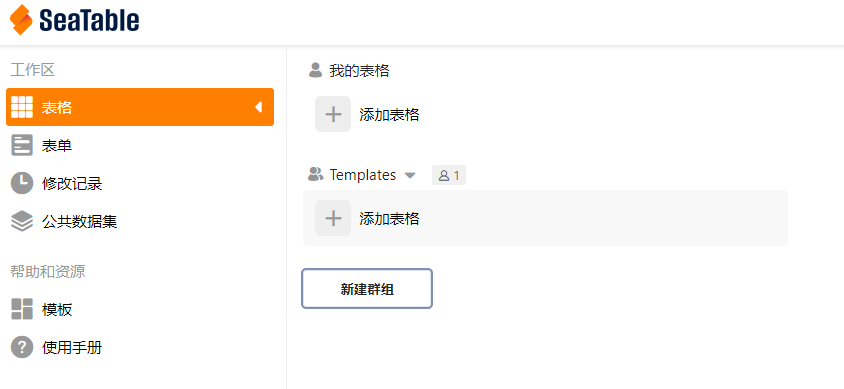 SeaTable
工作区
表格
表单
修改记录
公共数据集
帮助和资源
模板
使用手册
我的表格
添加表格
Templates 1
添加表格
新建群组